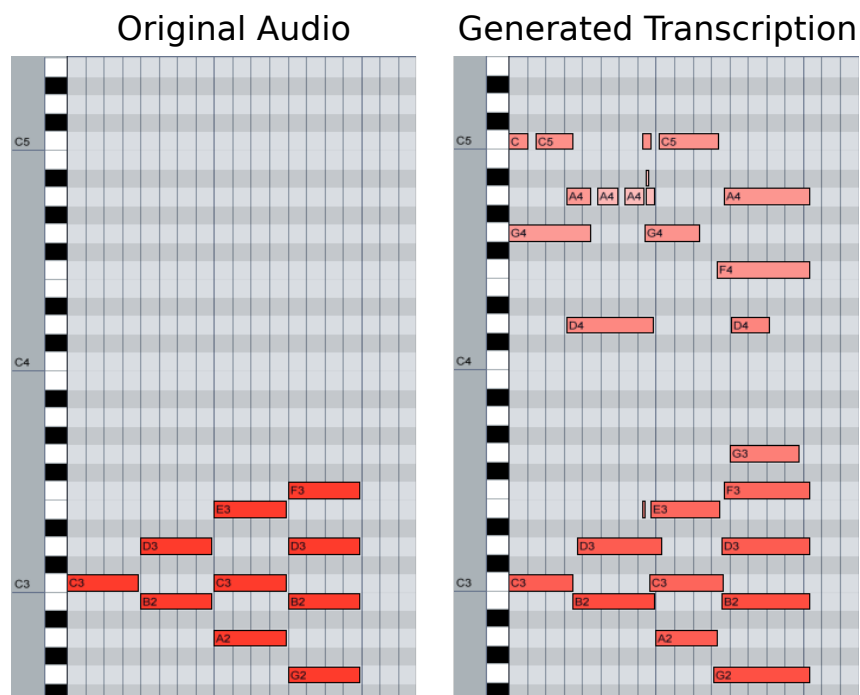 Original Audio
C5
C4
F3
E3
D3
D3
C3
C3
C3
B2
B2
A2
G2
Generated Transcription
C5
C
C5
C5
A4
A4
A4
A4
G4
G4
F4
D4
D4
C4
G3
F3
E3
D3
D3
C3
C3
C3
B2
B2
A2
G2